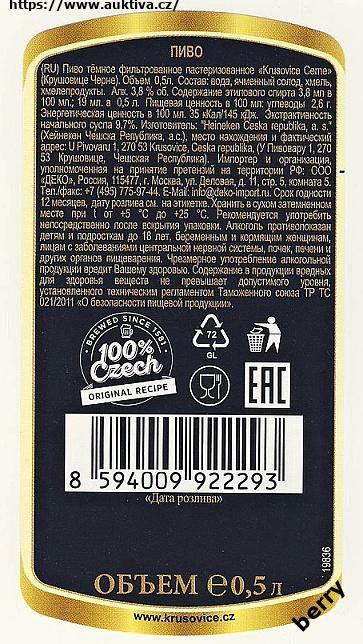 https://www.auktiva.cz/
ПИВО
(RU) Пиво тёмное фильтрованное пастеризованное «Krusovice Cerne»
(Крушовице Черне). Объем 0,5л. Состав: вода, ячменный солод, хмель,
хмелепродукты. Алк. 3,8 % об. Содержание этилового спирта 3,8 мл в
100 мл.; 19 мл. в 0,5 л. Пищевая ценность в 100 мл: углеводы 2,6 г.
Энергетическая ценность в 100 мл. 35 кКал/145 кДж. Экстрактивность
начального сусла 9,7%. Изготовитель: "Heineken Ceska republika, a. s."
(Хейнекен Ческа Република, а.с.), место нахождения и фактический
адрес: U Pivovaru 1, 270 53 Krusovice, Ceska republika, (У Пивовару 1, 270
53 Крушовице, Чешская Республика). Импортер и организация,
уполномоченная на принятие претензий на территории РФ: ООО
«ДЕКО», Россия, 115477, г. Москва, ул. Деловая, д. 11, стр. 5, комната 5.
Тел./факс: +7 (495) 775-97-44, E-Mail: info@deko-import.ru. Срок годности
12 месяцев, дату розлива см. на этикетке. Хранить в сухом затемненном
месте при t от +5 °C до +25 °C. Рекомендуется употребить
непосредственно после вскрытия упаковки. Алкоголь противопоказан
детям и подросткам до 18 лет, беременным и кормящим женщинам,
лицам с заболеваниями центральной нервной системы, почек, печени и
других органов пищеварения. Чрезмерное употребление алкогольной
продукции вредит Вашему здоровью. Содержание в продукции вредных
для здоровья веществ не превышает допустимого уровня,
установленного техническим регламентом Таможенного союза ТР ТС
021/2011 «О безопасности пищевой продукции».
BREWED SINCE 1581
100%
Czech
ORIGINAL RECIPE
72
GL
EAC
8 594009 922293
«Дата розлива»
19836
ОБЪЕМ ℮0,5 л
www.krusovice.cz
berry